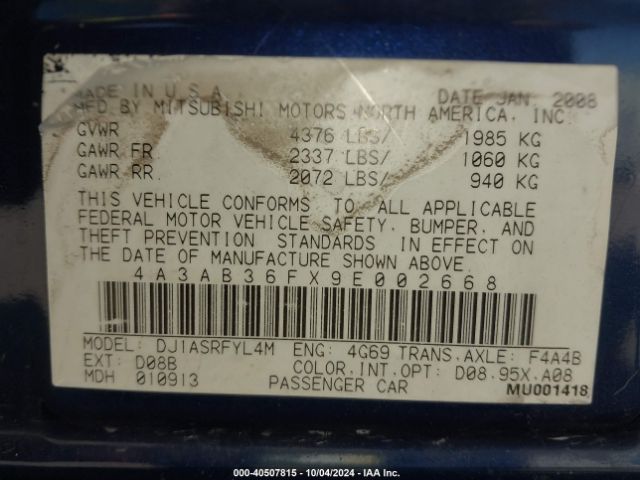 MADE IN U.S.A. DATE JAN. 2008
MFD BY MITSUBISHI MOTORS NORTH AMERICA, INC.
GVWR 4376 LBS/ 1985 KG
GAWR FR 2337 LBS/ 1060 KG
GAWR RR 2072 LBS/ 940 KG
THIS VEHICLE CONFORMS TO ALL APPLICABLE
FEDERAL MOTOR VEHICLE SAFETY, BUMPER, AND
THEFT PREVENTION STANDARDS IN EFFECT ON
THE DATE OF MANUFACTURE SHOWN ABOVE.
4A3AB36FX9E002668
MODEL: DJ1ASRFYL4M ENG: 4G69 TRANS.AXLE: F4A4B
EXT: D08B COLOR.INT.OPT: D08.95X.A08
MDH 010913 PASSENGER CAR MU001418
000-40507815 - 10/04/2024 - IAA Inc.